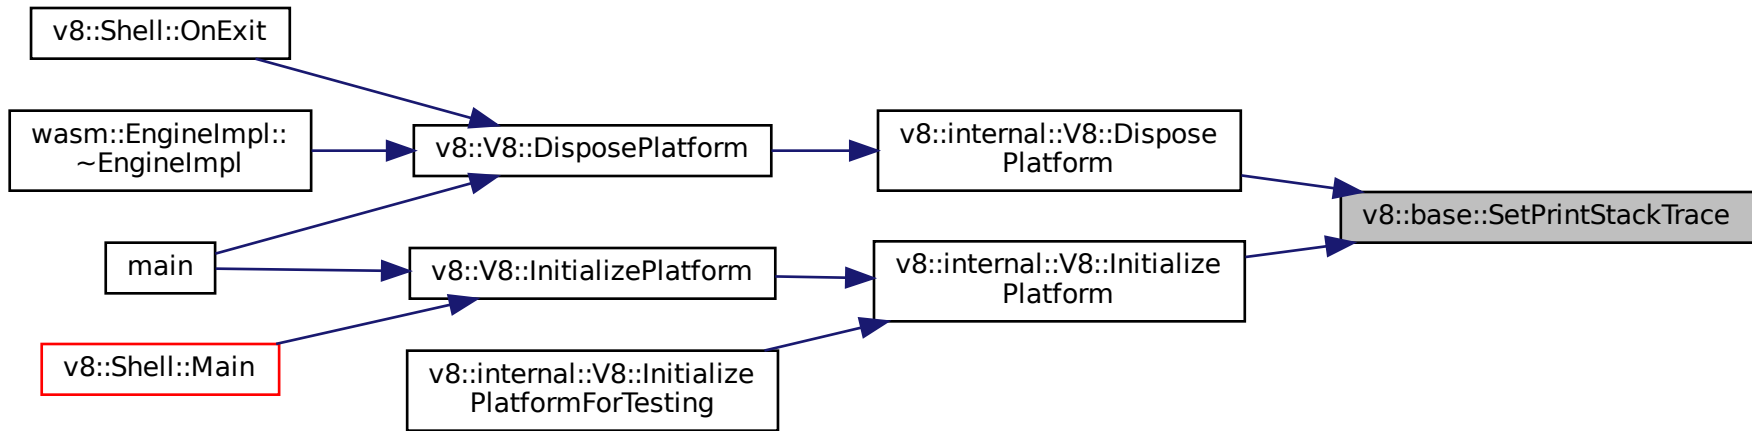 v8::Shell::OnExit
wasm::EngineImpl::
~EngineImpl
main
v8::Shell::Main
v8::V8::DisposePlatform
v8::V8::InitializePlatform
v8::internal::V8::Initialize
PlatformForTesting
v8::internal::V8::Dispose
Platform
v8::internal::V8::Initialize
Platform
v8::base::SetPrintStackTrace